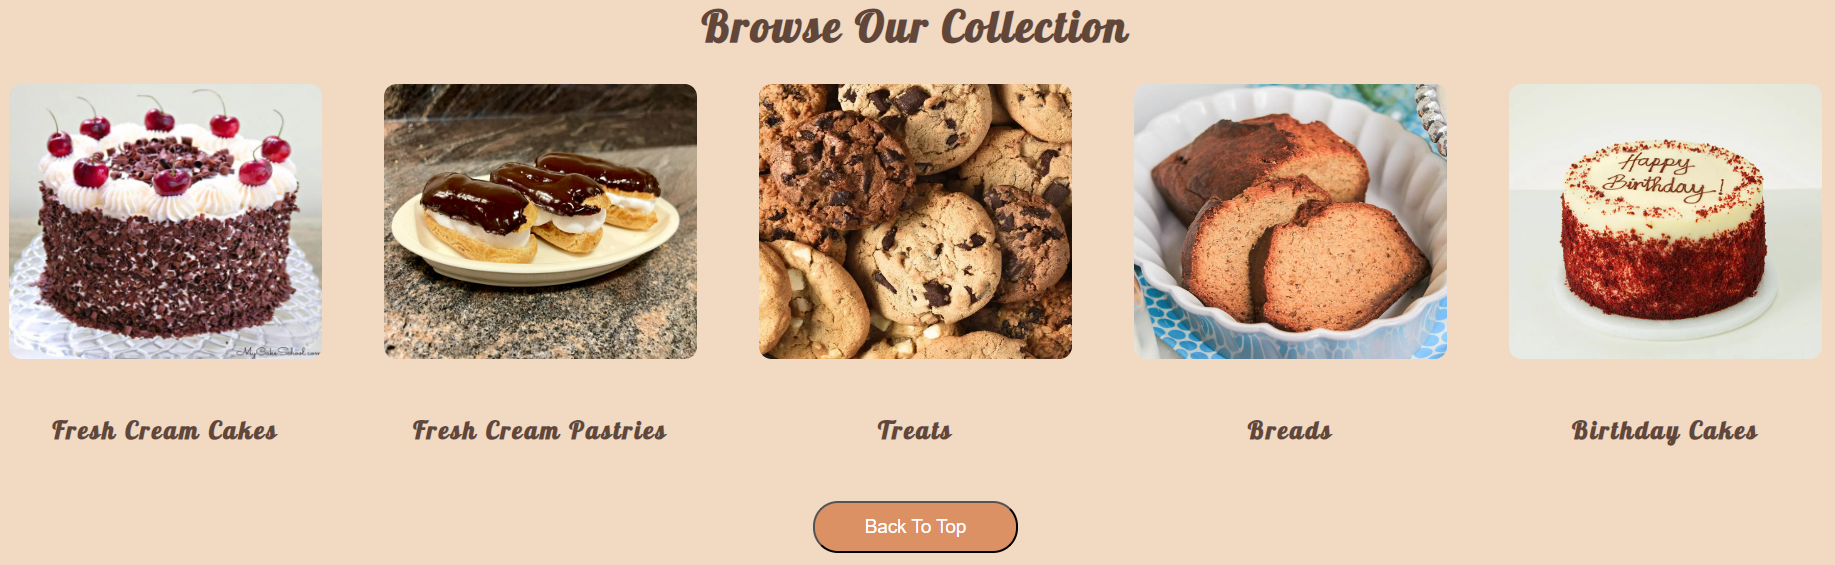 Browse Our Collection
MyCakeSchool.com
Happy
Birthday!
Fresh Cream Cakes
Fresh Cream Pastries
Treats
Breads
Birthday Cakes
Back To Top